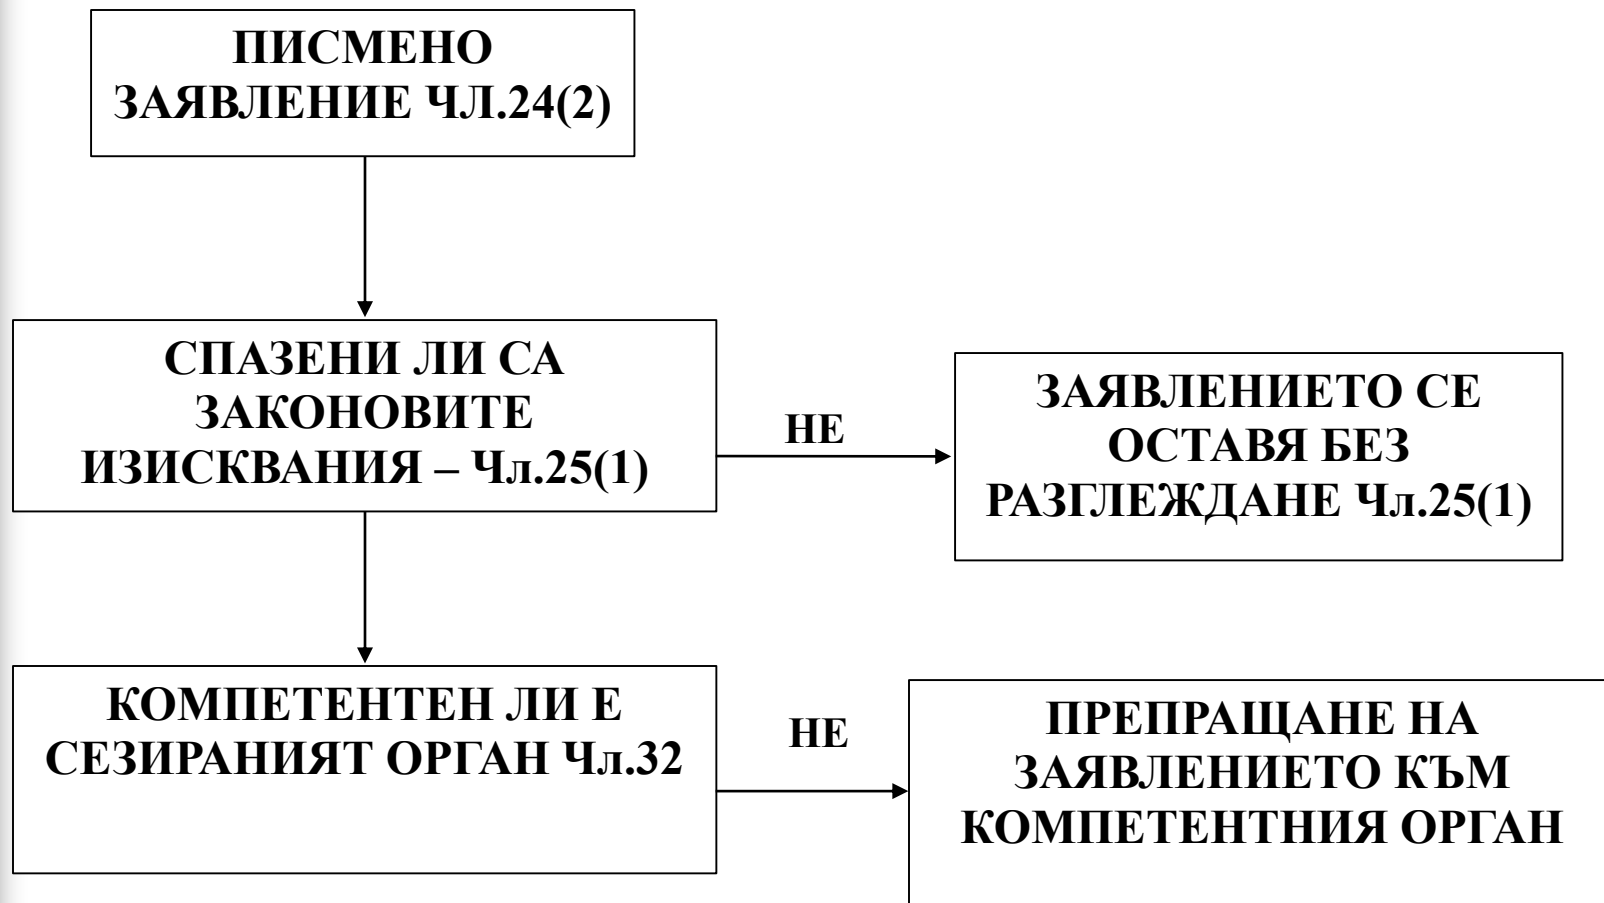 ПИСМЕНО
ЗАЯВЛЕНИЕ ЧЛ.24(2)
СПАЗЕНИ ЛИ СА
ЗАКОНОВИТЕ
ИЗИСКВАНИЯ – Чл.25(1)
НЕ
ЗАЯВЛЕНИЕТО СЕ
ОСТАВЯ БЕЗ
РАЗГЛЕЖДАНЕ Чл.25(1)
КОМПЕТЕНТЕН ЛИ Е
СЕЗИРАНИЯТ ОРГАН Чл.32
НЕ
ПРЕПРАЩАНЕ НА
ЗАЯВЛЕНИЕТО КЪМ
КОМПЕТЕНТНИЯ ОРГАН